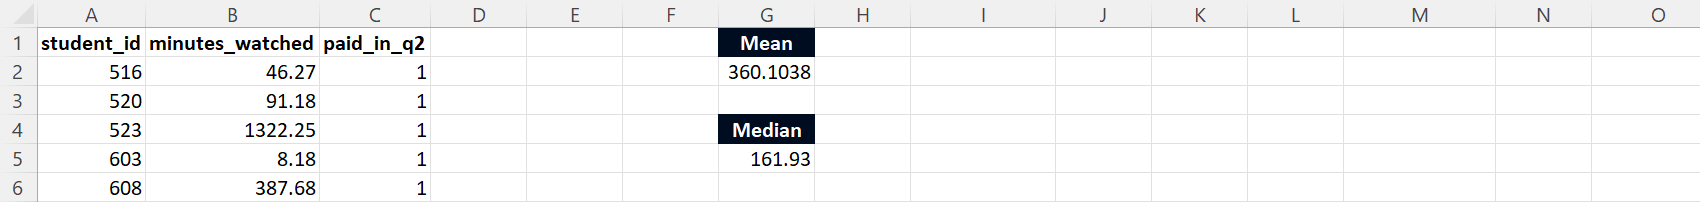 A B C D E F G H I J K L M N O
1 student_id minutes_watched paid_in_q2 Mean
2 516 46.27 1 360.1038
3 520 91.18 1
4 523 1322.25 1 Median
5 603 8.18 1 161.93
6 608 387.68 1